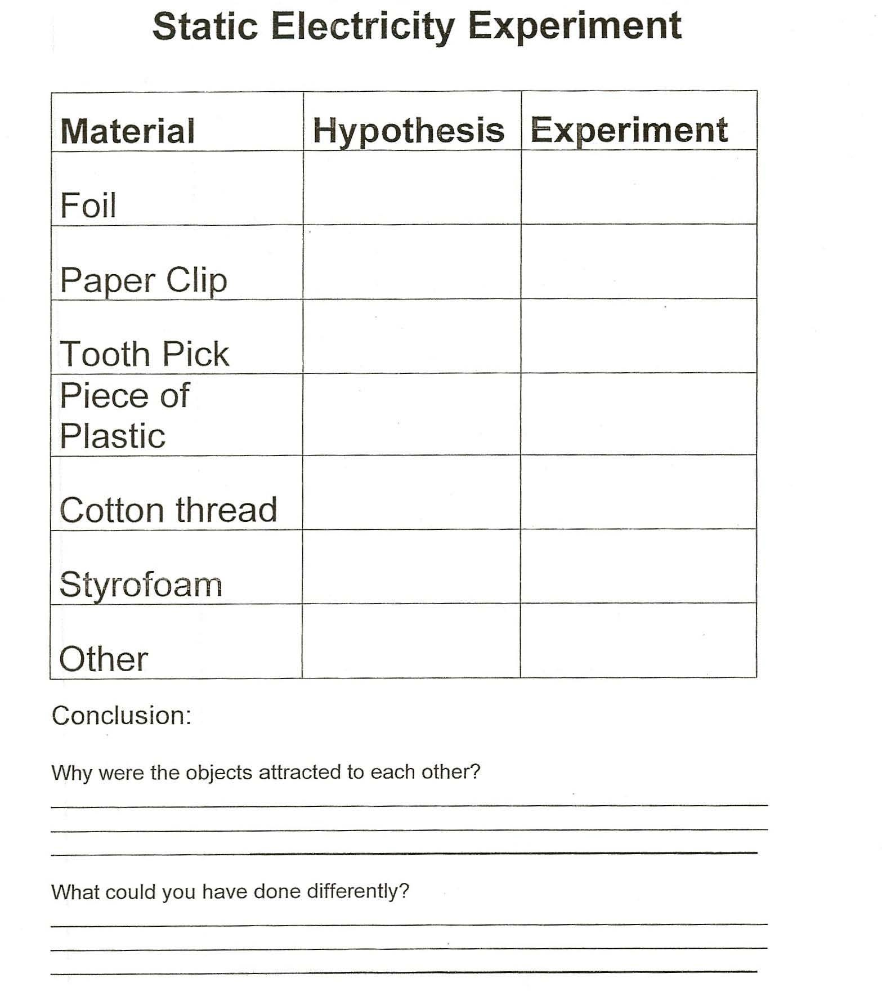 Static Electricity Experiment
Material Hypothesis Experiment
Foil
Paper Clip
Tooth Pick
Piece of
Plastic
Cotton thread
Styrofoam
Other
Conclusion:
Why were the objects attracted to each other?
What could you have done differently?